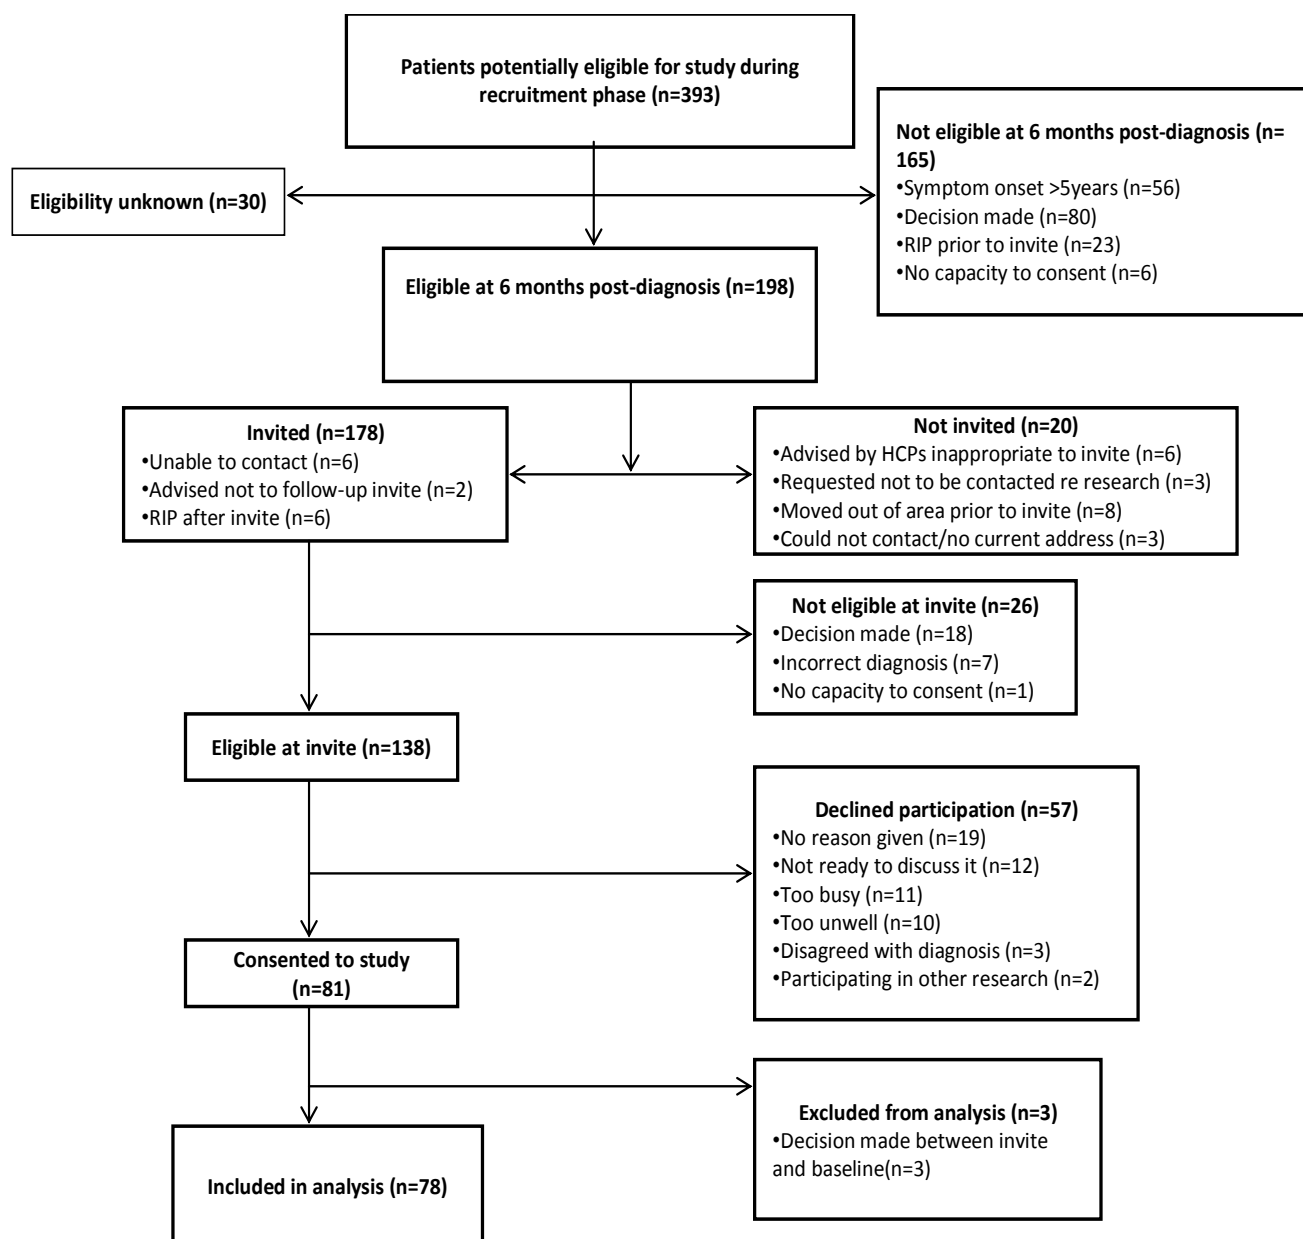 Patients potentially eligible for study during
recruitment phase (n=393)
Not eligible at 6 months post-diagnosis (n=
165)
•Symptom onset >5years (n=56)
•Decision made (n=80)
•RIP prior to invite (n=23)
•No capacity to consent (n=6)
Eligibility unknown (n=30)
Eligible at 6 months post-diagnosis (n=198)
Invited (n=178)
•Unable to contact (n=6)
•Advised not to follow-up invite (n=2)
•RIP after invite (n=6)
Not invited (n=20)
•Advised by HCPs inappropriate to invite (n=6)
•Requested not to be contacted re research (n=3)
•Moved out of area prior to invite (n=8)
•Could not contact/no current address (n=3)
Not eligible at invite (n=26)
•Decision made (n=18)
•Incorrect diagnosis (n=7)
•No capacity to consent (n=1)
Eligible at invite (n=138)
Declined participation (n=57)
•No reason given (n=19)
•Not ready to discuss it (n=12)
•Too busy (n=11)
•Too unwell (n=10)
•Disagreed with diagnosis (n=3)
•Participating in other research (n=2)
Consented to study
(n=81)
Excluded from analysis (n=3)
•Decision made between invite
and baseline(n=3)
Included in analysis (n=78)